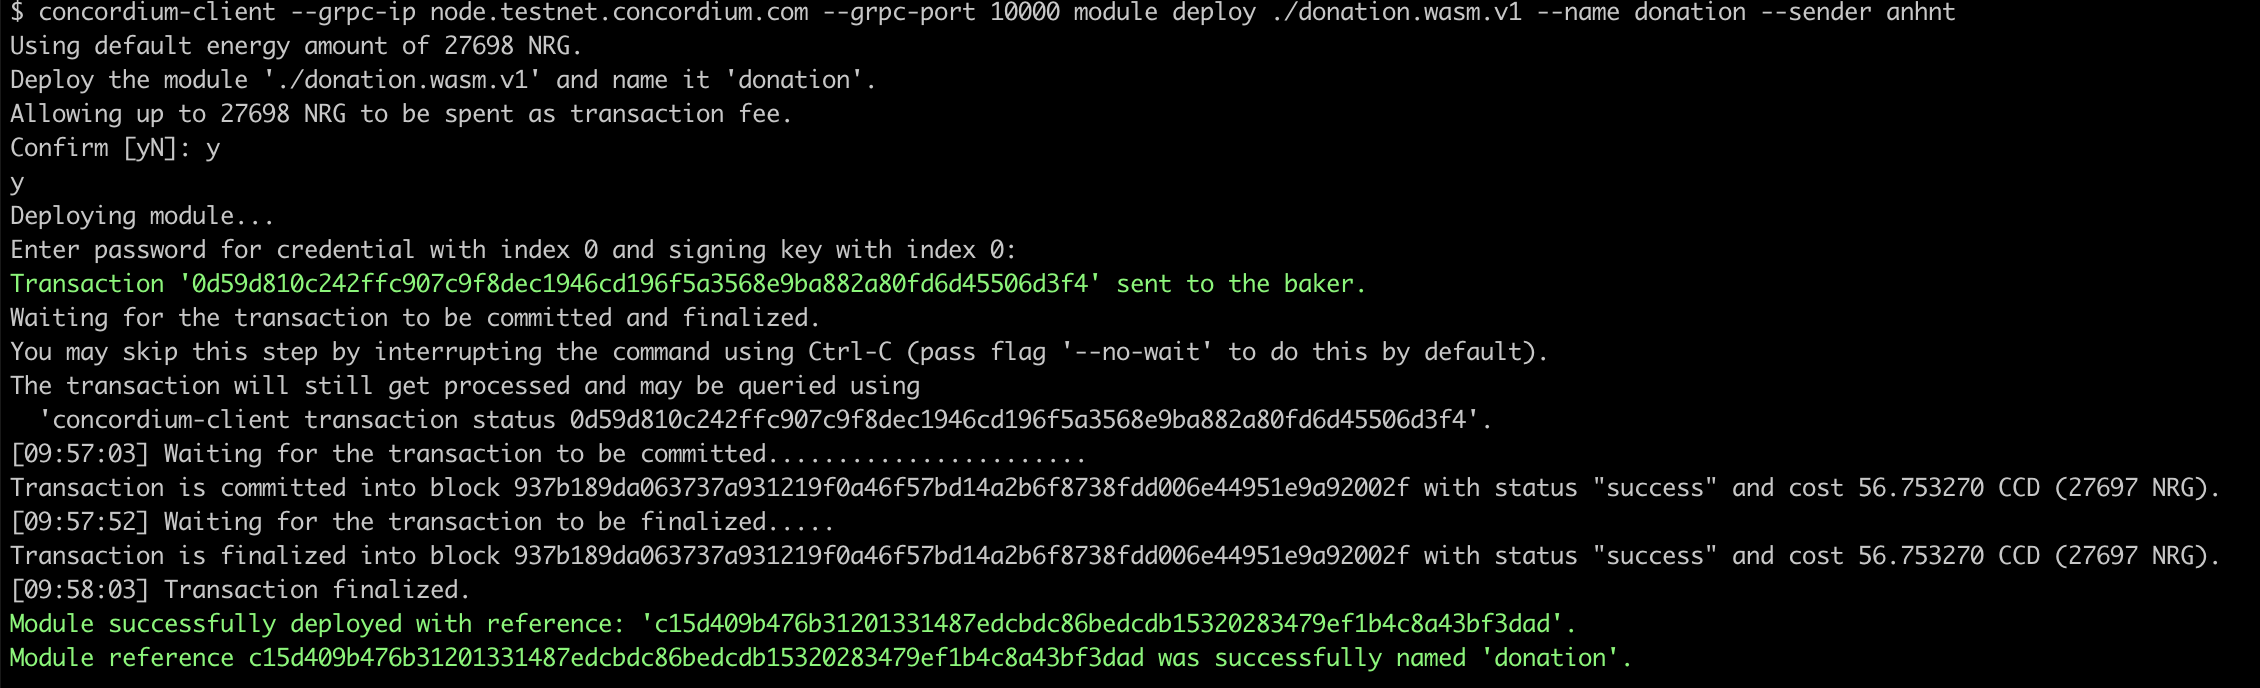 $ concordium-client --grpc-ip node.testnet.concordium.com --grpc-port 10000 module deploy ./donation.wasm.v1 --name donation --sender anhnt
Using default energy amount of 27698 NRG.
Deploy the module './donation.wasm.v1' and name it 'donation'.
Allowing up to 27698 NRG to be spent as transaction fee.
Confirm [yN]: y
y
Deploying module...
Enter password for credential with index 0 and signing key with index 0:
Transaction '0d59d810c242ffc907c9f8dec1946cd196f5a3568e9ba882a80fd6d45506d3f4' sent to the baker.
Waiting for the transaction to be committed and finalized.
You may skip this step by interrupting the command using Ctrl-C (pass flag '--no-wait' to do this by default).
The transaction will still get processed and may be queried using
  'concordium-client transaction status 0d59d810c242ffc907c9f8dec1946cd196f5a3568e9ba882a80fd6d45506d3f4'.
[09:57:03] Waiting for the transaction to be committed.......................
Transaction is committed into block 937b189da063737a931219f0a46f57bd14a2b6f8738fdd006e44951e9a92002f with status "success" and cost 56.753270 CCD (27697 NRG).
[09:57:52] Waiting for the transaction to be finalized.....
Transaction is finalized into block 937b189da063737a931219f0a46f57bd14a2b6f8738fdd006e44951e9a92002f with status "success" and cost 56.753270 CCD (27697 NRG).
[09:58:03] Transaction finalized.
Module successfully deployed with reference: 'c15d409b476b31201331487edcbdc86bedcdb15320283479ef1b4c8a43bf3dad'.
Module reference c15d409b476b31201331487edcbdc86bedcdb15320283479ef1b4c8a43bf3dad was successfully named 'donation'.